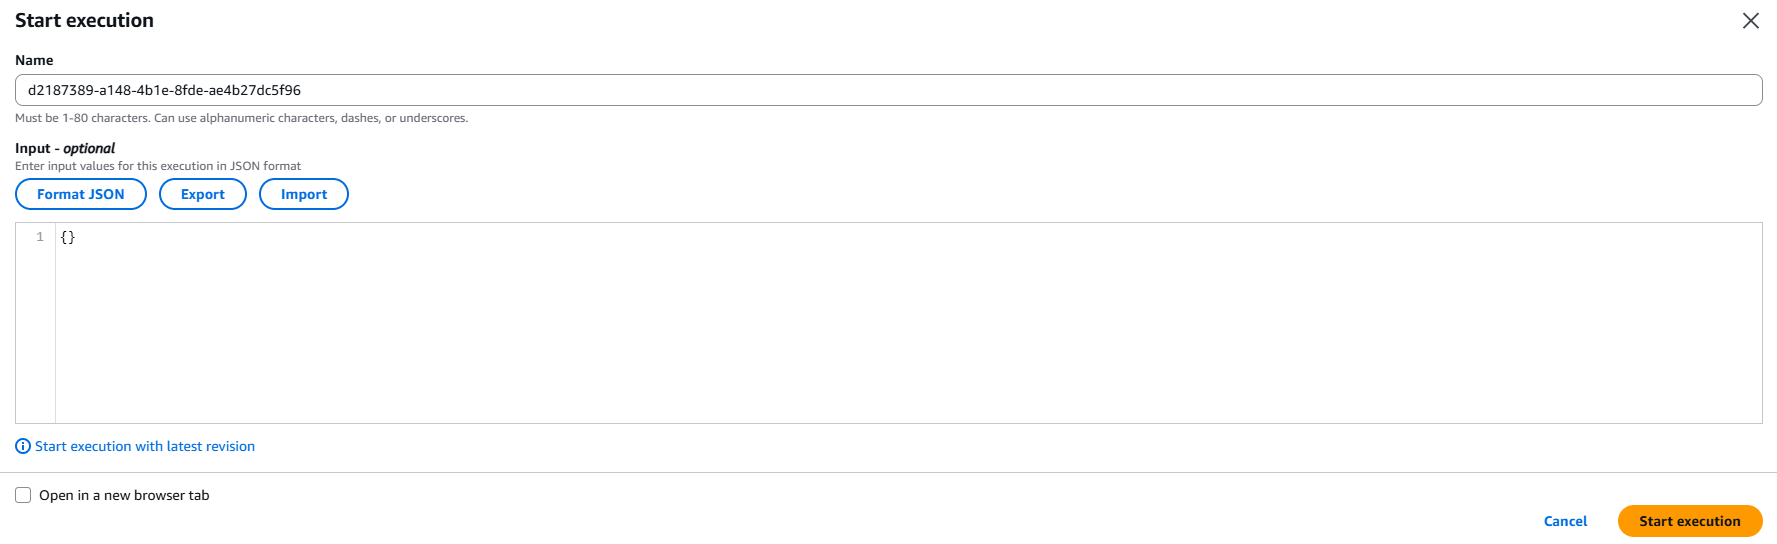 Start execution
Name
d2187389-a148-4b1e-8fde-ae4b27dc5f96
Must be 1-80 characters. Can use alphanumeric characters, dashes, or underscores.
Input - optional
Enter input values for this execution in JSON format
Format JSON Export Import
1 {}
Start execution with latest revision
Open in a new browser tab
Cancel Start execution